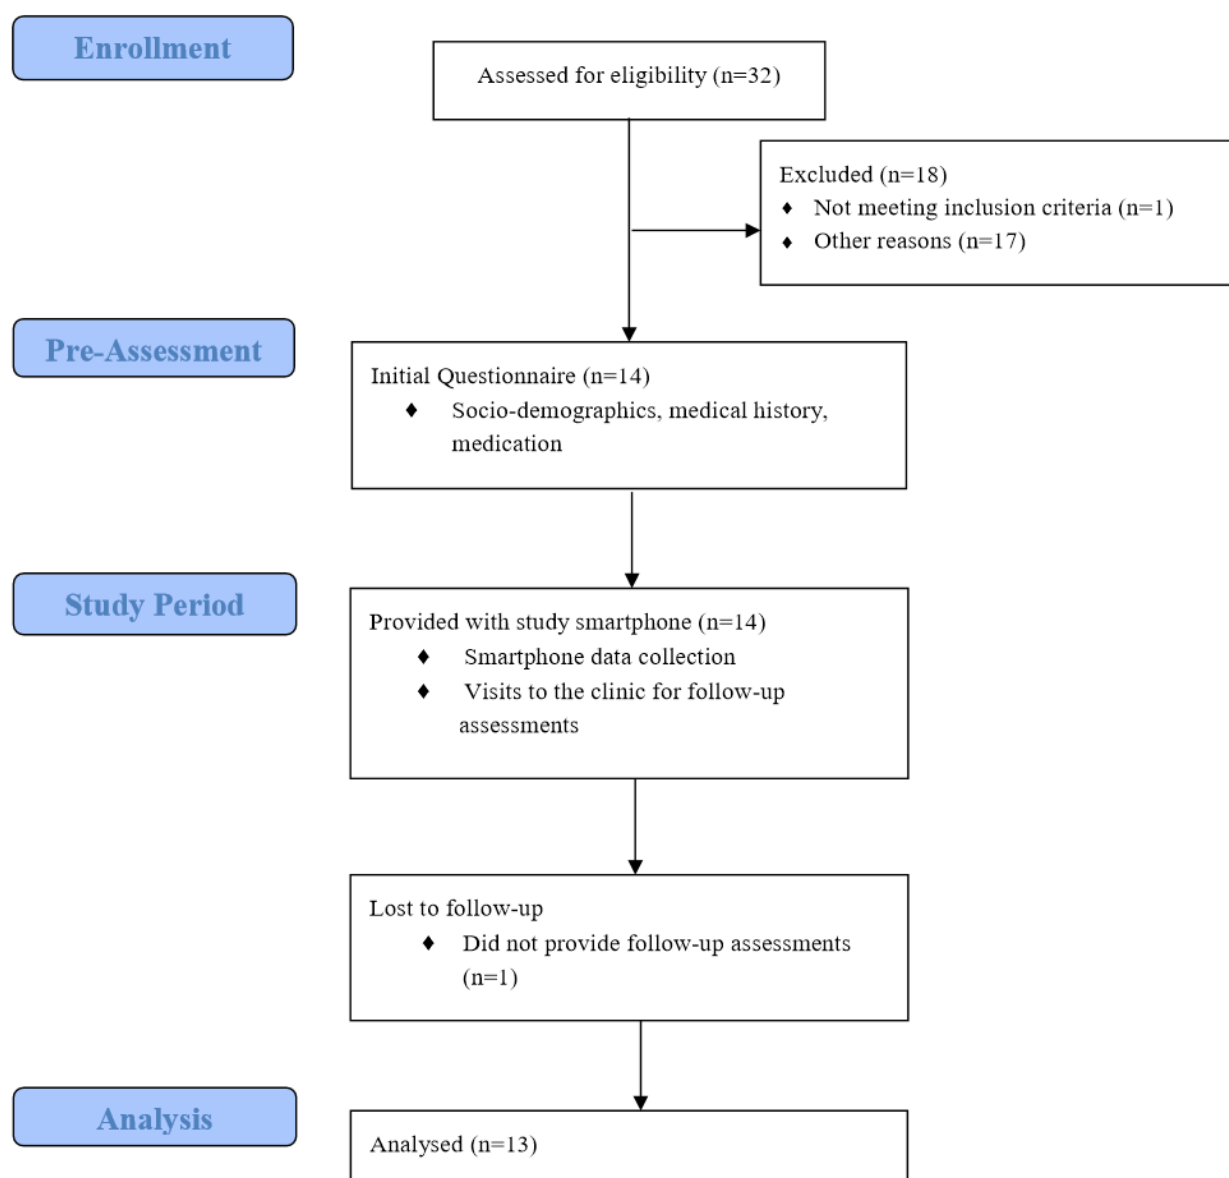 Enrollment
Assessed for eligibility (n=32)
Excluded (n=18)
♦ Not meeting inclusion criteria (n=1)
♦ Other reasons (n=17)
Pre-Assessment
Initial Questionnaire (n=14)
♦ Socio-demographics, medical history,
medication
Study Period
Provided with study smartphone (n=14)
♦ Smartphone data collection
♦ Visits to the clinic for follow-up
assessments
Lost to follow-up
♦ Did not provide follow-up assessments
(n=1)
Analysis
Analysed (n=13)